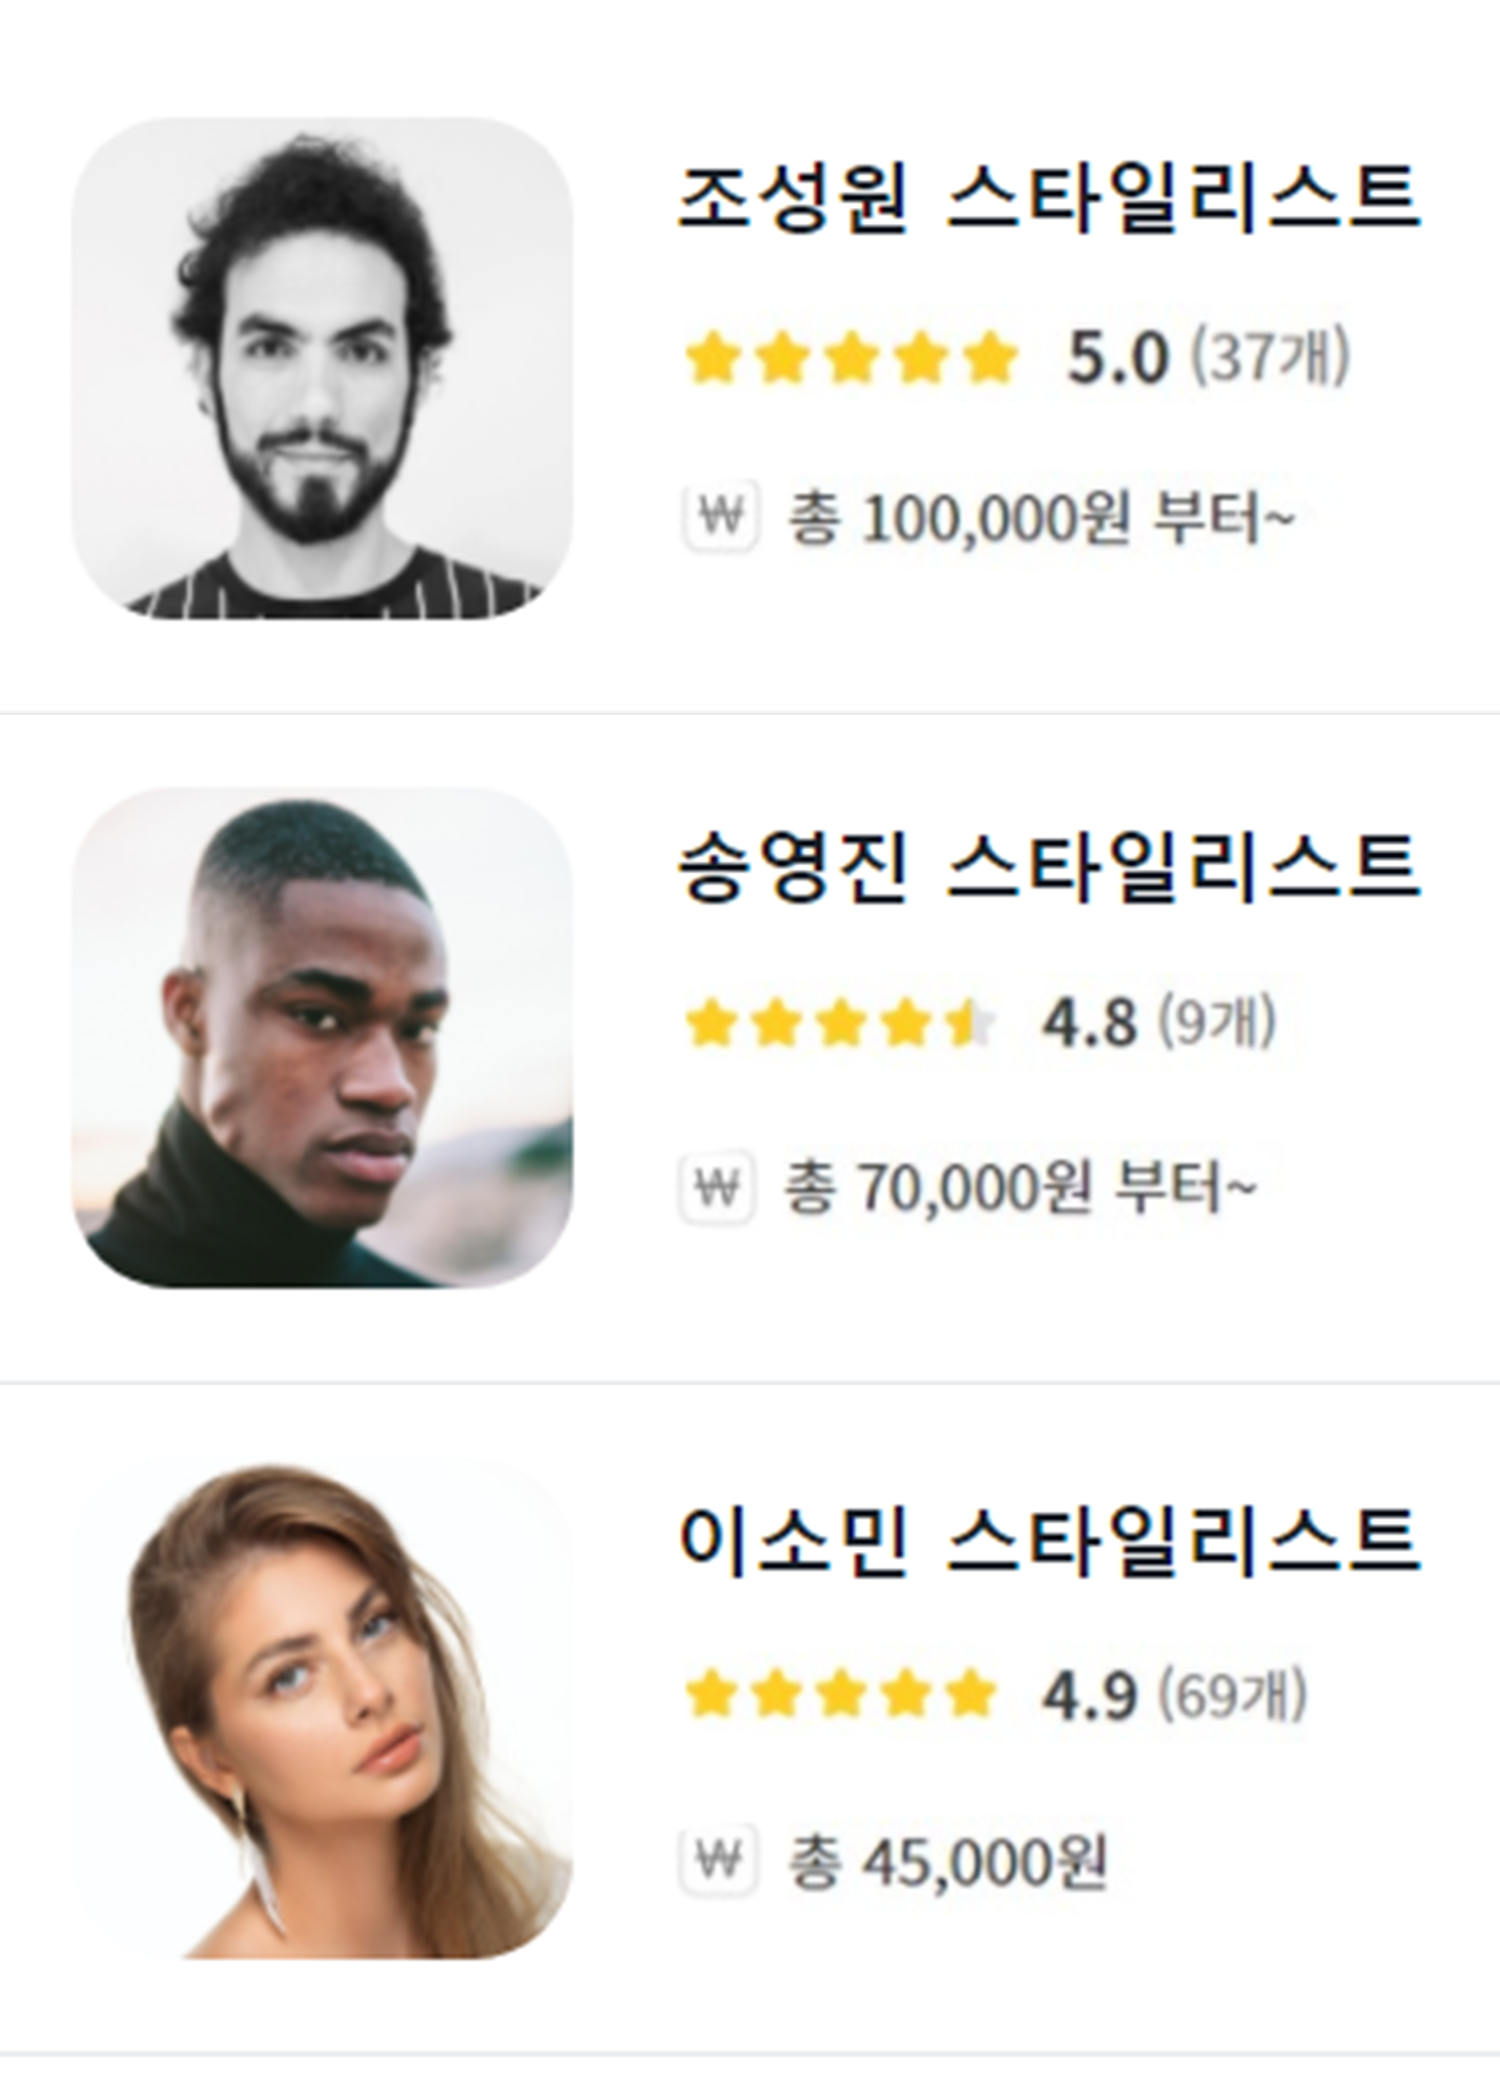 조성원 스타일리스트
5.0 (37개)
₩ 총 100,000원 부터~
송영진 스타일리스트
4.8 (9개)
₩ 총 70,000원 부터~
이소민 스타일리스트
4.9 (69개)
₩ 총 45,000원